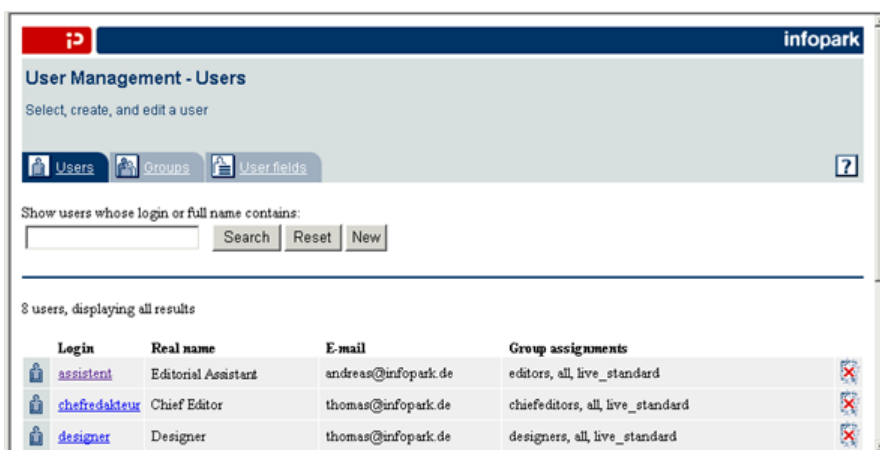 iP infopark
User Management - Users
Select, create, and edit a user
Users Groups User fields ?
Show users whose login or full name contains:
Search Reset New
8 users, displaying all results
Login Real name E-mail Group assignments
assistent Editorial Assistant andreas@infopark.de editors, all, live_standard
chefredakteur Chief Editor thomas@infopark.de chiefeditors, all, live_standard
designer Designer thomas@infopark.de designers, all, live_standard